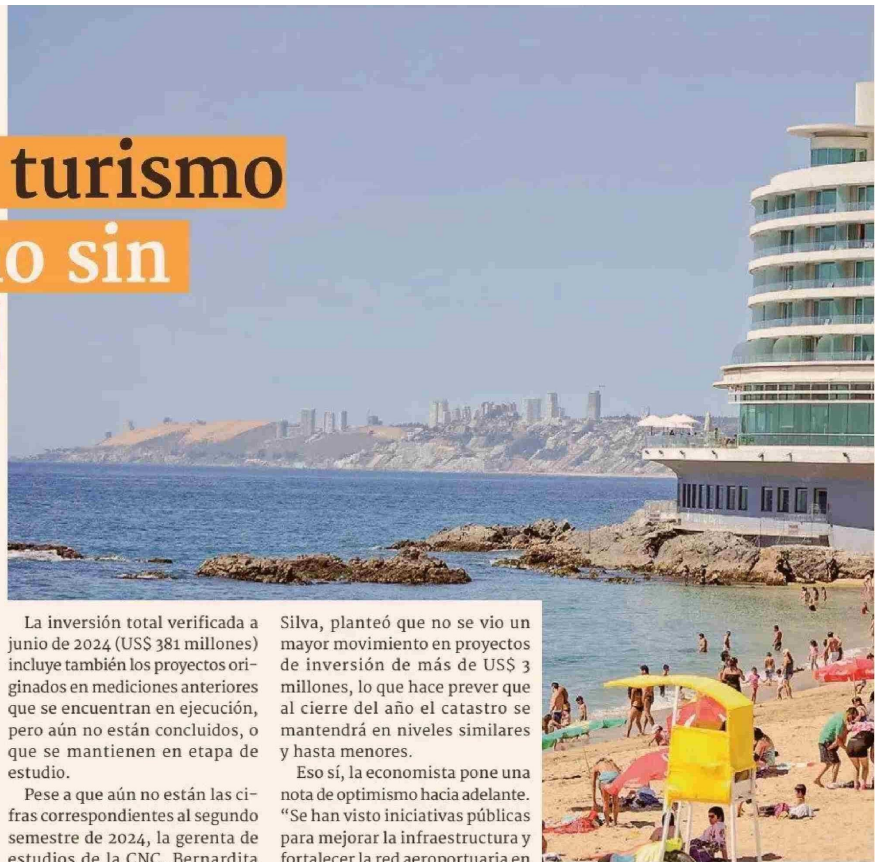 turismo
o sin
La inversión total verificada a
junio de 2024 (US$ 381 millones)
incluye también los proyectos ori-
ginados en mediciones anteriores
que se encuentran en ejecución,
pero aún no están concluidos, o
que se mantienen en etapa de
estudio.
Pese a que aún no están las ci-
fras correspondientes al segundo
semestre de 2024, la gerenta de
estudios de la CNC, Bernardita
Silva, planteó que no se vio un
mayor movimiento en proyectos
de inversión de más de US$ 3
millones, lo que hace prever que
al cierre del año el catastro se
mantendrá en niveles similares
y hasta menores.
Eso sí, la economista pone una
nota de optimismo hacia adelante.
“Se han visto iniciativas públicas
para mejorar la infraestructura y
fortalecer la red aeroportuaria en